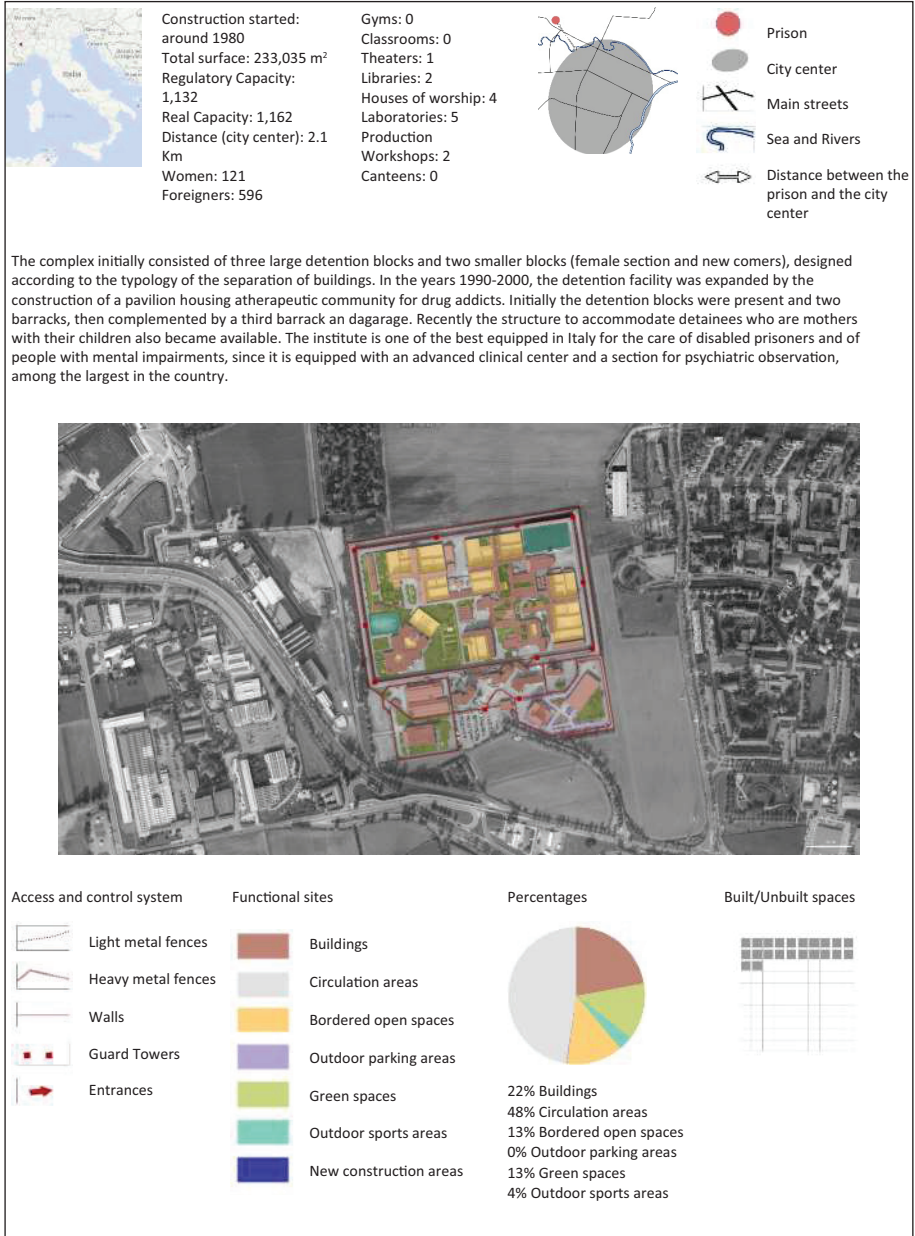 Italia
Construction started:
around 1980
Total surface: 233,035 m²
Regulatory Capacity:
1,132
Real Capacity: 1,162
Distance (city center): 2.1
Km
Women: 121
Foreigners: 596
Gyms: 0
Classrooms: 0
Theaters: 1
Libraries: 2
Houses of worship: 4
Laboratories: 5
Production
Workshops: 2
Canteens: 0
Prison
City center
Main streets
Sea and Rivers
Distance between the
prison and the city
center
The complex initially consisted of three large detention blocks and two smaller blocks (female section and new comers), designed
according to the typology of the separation of buildings. In the years 1990-2000, the detention facility was expanded by the
construction of a pavilion housing atherapeutic community for drug addicts. Initially the detention blocks were present and two
barracks, then complemented by a third barrack an dagarage. Recently the structure to accommodate detainees who are mothers
with their children also became available. The institute is one of the best equipped in Italy for the care of disabled prisoners and of
people with mental impairments, since it is equipped with an advanced clinical center and a section for psychiatric observation,
among the largest in the country.
Access and control system
Light metal fences
Heavy metal fences
Walls
Guard Towers
Entrances
Functional sites
Buildings
Circulation areas
Bordered open spaces
Outdoor parking areas
Green spaces
Outdoor sports areas
New construction areas
Percentages
22% Buildings
48% Circulation areas
13% Bordered open spaces
0% Outdoor parking areas
13% Green spaces
4% Outdoor sports areas
Built/Unbuilt spaces